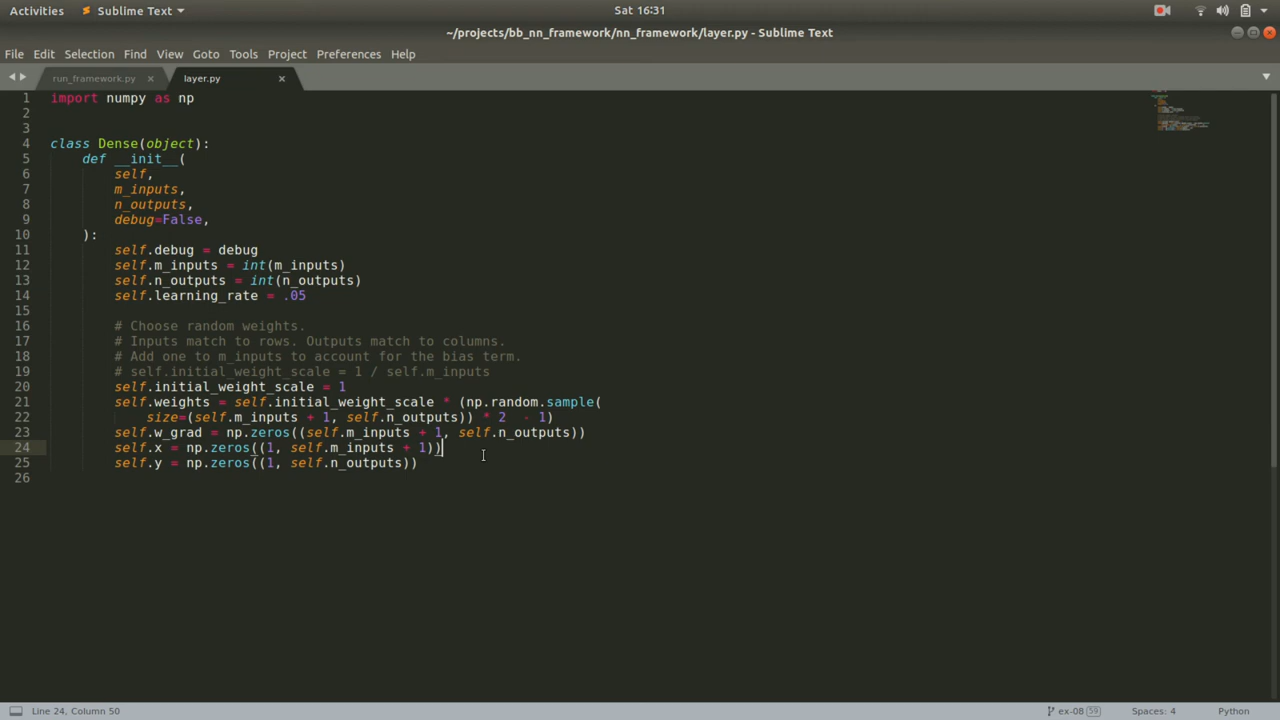 Activities Sublime Text Sat 16:31
~/projects/bb_nn_framework/nn_framework/layer.py - Sublime Text
File Edit Selection Find View Goto Tools Project Preferences Help
run_framework.py × layer.py ×
1 import numpy as np
2
3
4 class Dense(object):
5     def __init__(
6         self,
7         m_inputs,
8         n_outputs,
9         debug=False,
10     ):
11         self.debug = debug
12         self.m_inputs = int(m_inputs)
13         self.n_outputs = int(n_outputs)
14         self.learning_rate = .05
15
16         # Choose random weights.
17         # Inputs match to rows. Outputs match to columns.
18         # Add one to m_inputs to account for the bias term.
19         # self.initial_weight_scale = 1 / self.m_inputs
20         self.initial_weight_scale = 1
21         self.weights = self.initial_weight_scale * (np.random.sample(
22             size=(self.m_inputs + 1, self.n_outputs)) * 2  - 1)
23         self.w_grad = np.zeros((self.m_inputs + 1, self.n_outputs))
24         self.x = np.zeros((1, self.m_inputs + 1))
25         self.y = np.zeros((1, self.n_outputs))
26
Line 24, Column 50 ex-08 59 Spaces: 4 Python